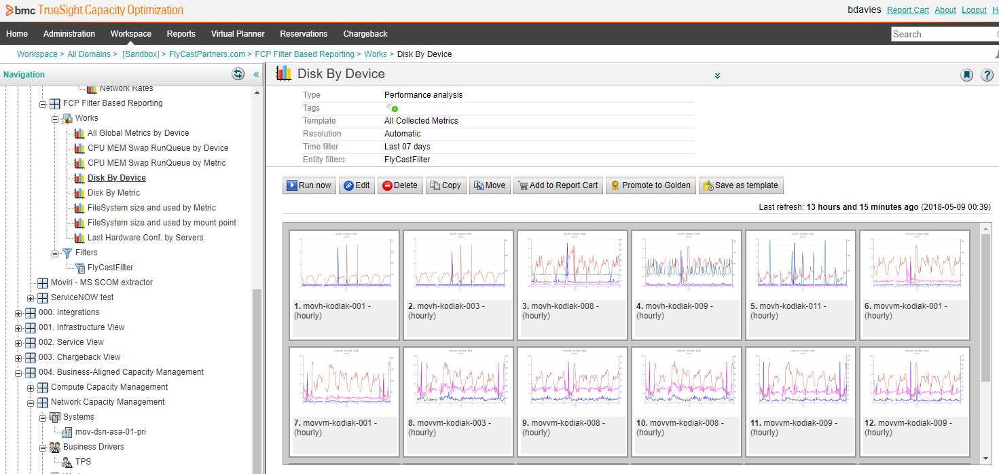 bmc TrueSight Capacity Optimization
bdavies Report Cart About Logout
Home Administration Workspace Reports Virtual Planner Reservations Chargeback
Search
Workspace > All Domains > [Sandbox] > FlyCastPartners.com > FCP Filter Based Reporting > Works > Disk By Device
Navigation «
Network Rates
FCP Filter Based Reporting
Works
All Global Metrics by Device
CPU MEM Swap RunQueue by Device
CPU MEM Swap RunQueue by Metric
Disk By Device
Disk By Metric
FileSystem size and used by Metric
FileSystem size and used by mount point
Last Hardware Conf. by Servers
Filters
FlyCastFilter
Moviri - MS SCOM extractor
ServiceNOW test
000. Integrations
001. Infrastructure View
002. Service View
003. Chargeback View
004. Business-Aligned Capacity Management
Compute Capacity Management
Network Capacity Management
Systems
mov-dsn-asa-01-pri
Business Drivers
TPS
Disk By Device
?
Type Performance analysis
Tags
Template All Collected Metrics
Resolution Automatic
Time filter Last 07 days
Entity filters FlyCastFilter
Run now Edit Delete Copy Move Add to Report Cart Promote to Golden Save as template
Last refresh: 13 hours and 15 minutes ago (2018-05-09 00:39)
1. movh-kodiak-001 -
(hourly)
2. movh-kodiak-003 -
(hourly)
3. movh-kodiak-008 -
(hourly)
4. movh-kodiak-009 -
(hourly)
5. movh-kodiak-011 -
(hourly)
6. movvm-kodiak-001 -
(hourly)
7. movvm-kodiak-001 -
(hourly)
8. movvm-kodiak-003 -
(hourly)
9. movvm-kodiak-008 -
(hourly)
10. movvm-kodiak-008 -
(hourly)
11. movvm-kodiak-009 -
(hourly)
12. movvm-kodiak-009 -
(hourly)